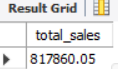 Result Grid
total_sales
817860.05